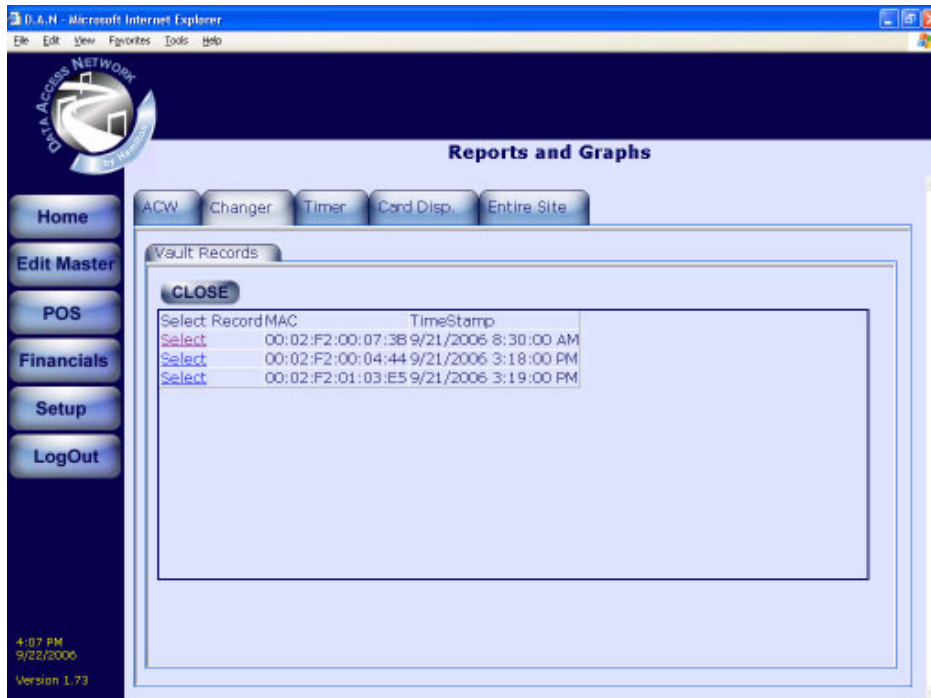 D.A.N - Microsoft Internet Explorer
File Edit View Favorites Tools Help
DATA ACCESS NETWORK
by Hamilton
Reports and Graphs
Home
Edit Master
POS
Financials
Setup
LogOut
ACW Changer Timer Card Disp. Entire Site
Vault Records
CLOSE
Select Record MAC TimeStamp
Select 00:02:F2:00:07:3B 9/21/2006 8:30:00 AM
Select 00:02:F2:00:04:44 9/21/2006 3:18:00 PM
Select 00:02:F2:01:03:E5 9/21/2006 3:19:00 PM
4:07 PM
9/22/2006
Version 1.73